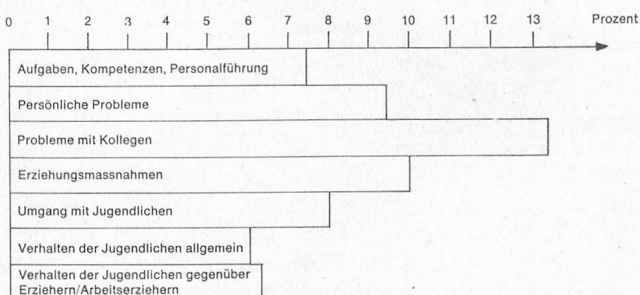 0 1 2 3 4 5 6 7 8 9 10 11 12 13 Prozent
Aufgaben, Kompetenzen, Personalführung
Persönliche Probleme
Probleme mit Kollegen
Erziehungsmassnahmen
Umgang mit Jugendlichen
Verhalten der Jugendlichen allgemein
Verhalten der Jugendlichen gegenüber
Erziehern/Arbeitserziehern